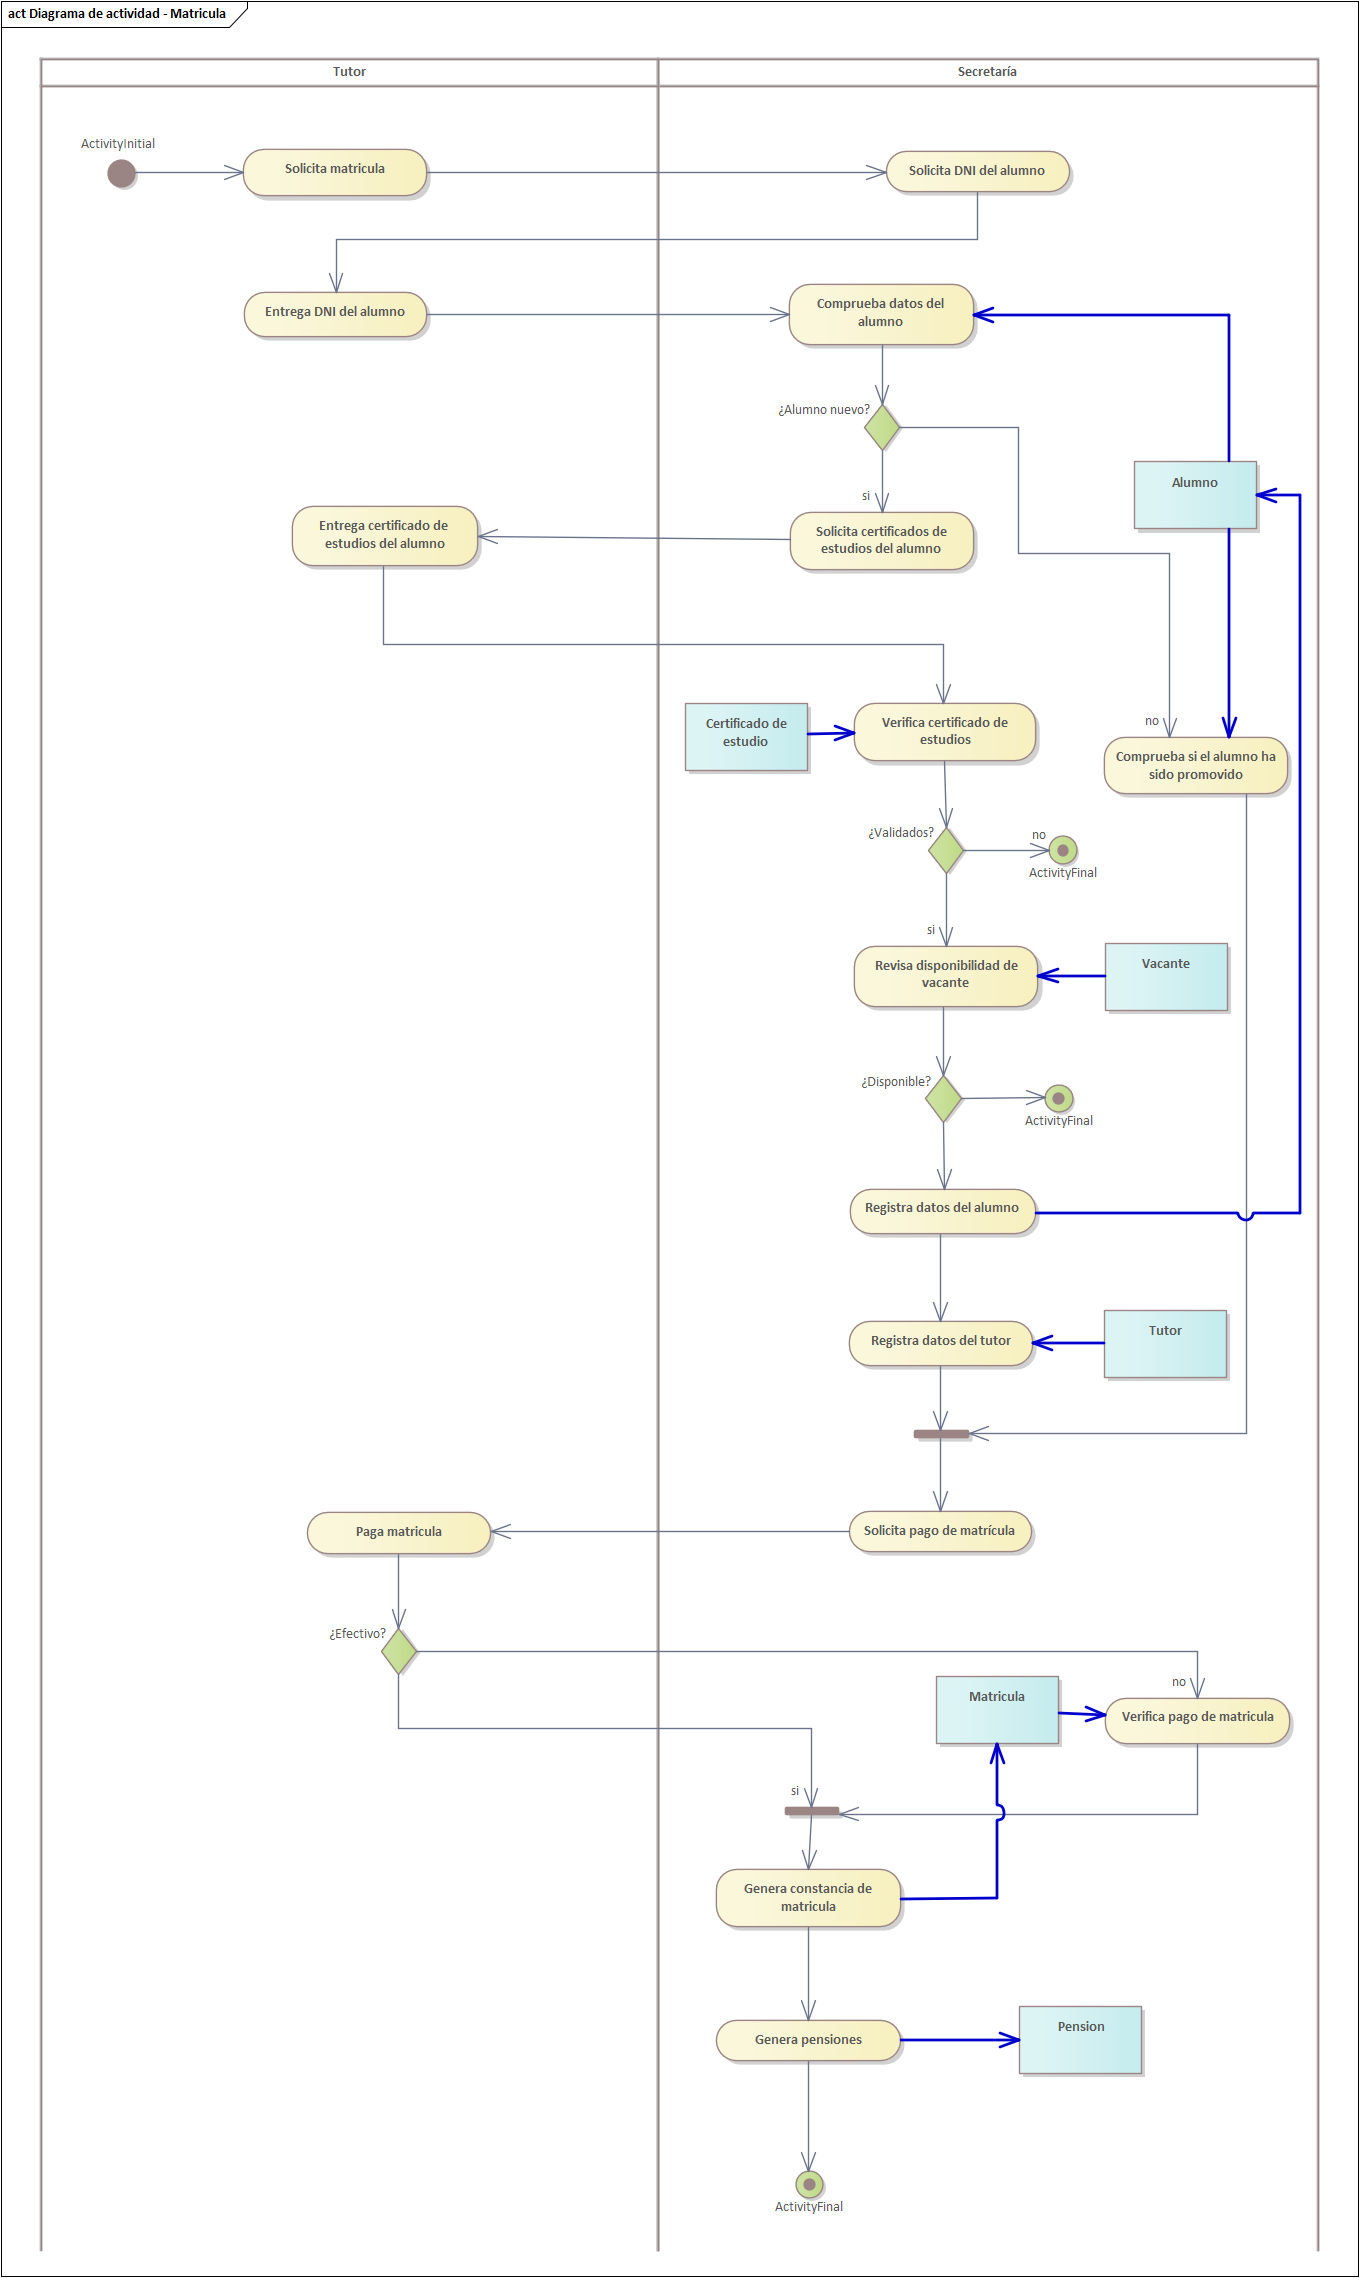 act Diagrama de actividad - Matricula
Tutor
Secretaría
ActivityInitial
Solicita matricula
Solicita DNI del alumno
Entrega DNI del alumno
Comprueba datos del
alumno
¿Alumno nuevo?
Alumno
si
Entrega certificado de
estudios del alumno
Solicita certificados de
estudios del alumno
Certificado de
estudio
Verifica certificado de
estudios
no
Comprueba si el alumno ha
sido promovido
¿Validados?
no
ActivityFinal
si
Revisa disponibilidad de
vacante
Vacante
¿Disponible?
ActivityFinal
Registra datos del alumno
Registra datos del tutor
Tutor
Paga matricula
Solicita pago de matrícula
¿Efectivo?
no
Matricula
Verifica pago de matricula
si
Genera constancia de
matricula
Genera pensiones
Pension
ActivityFinal